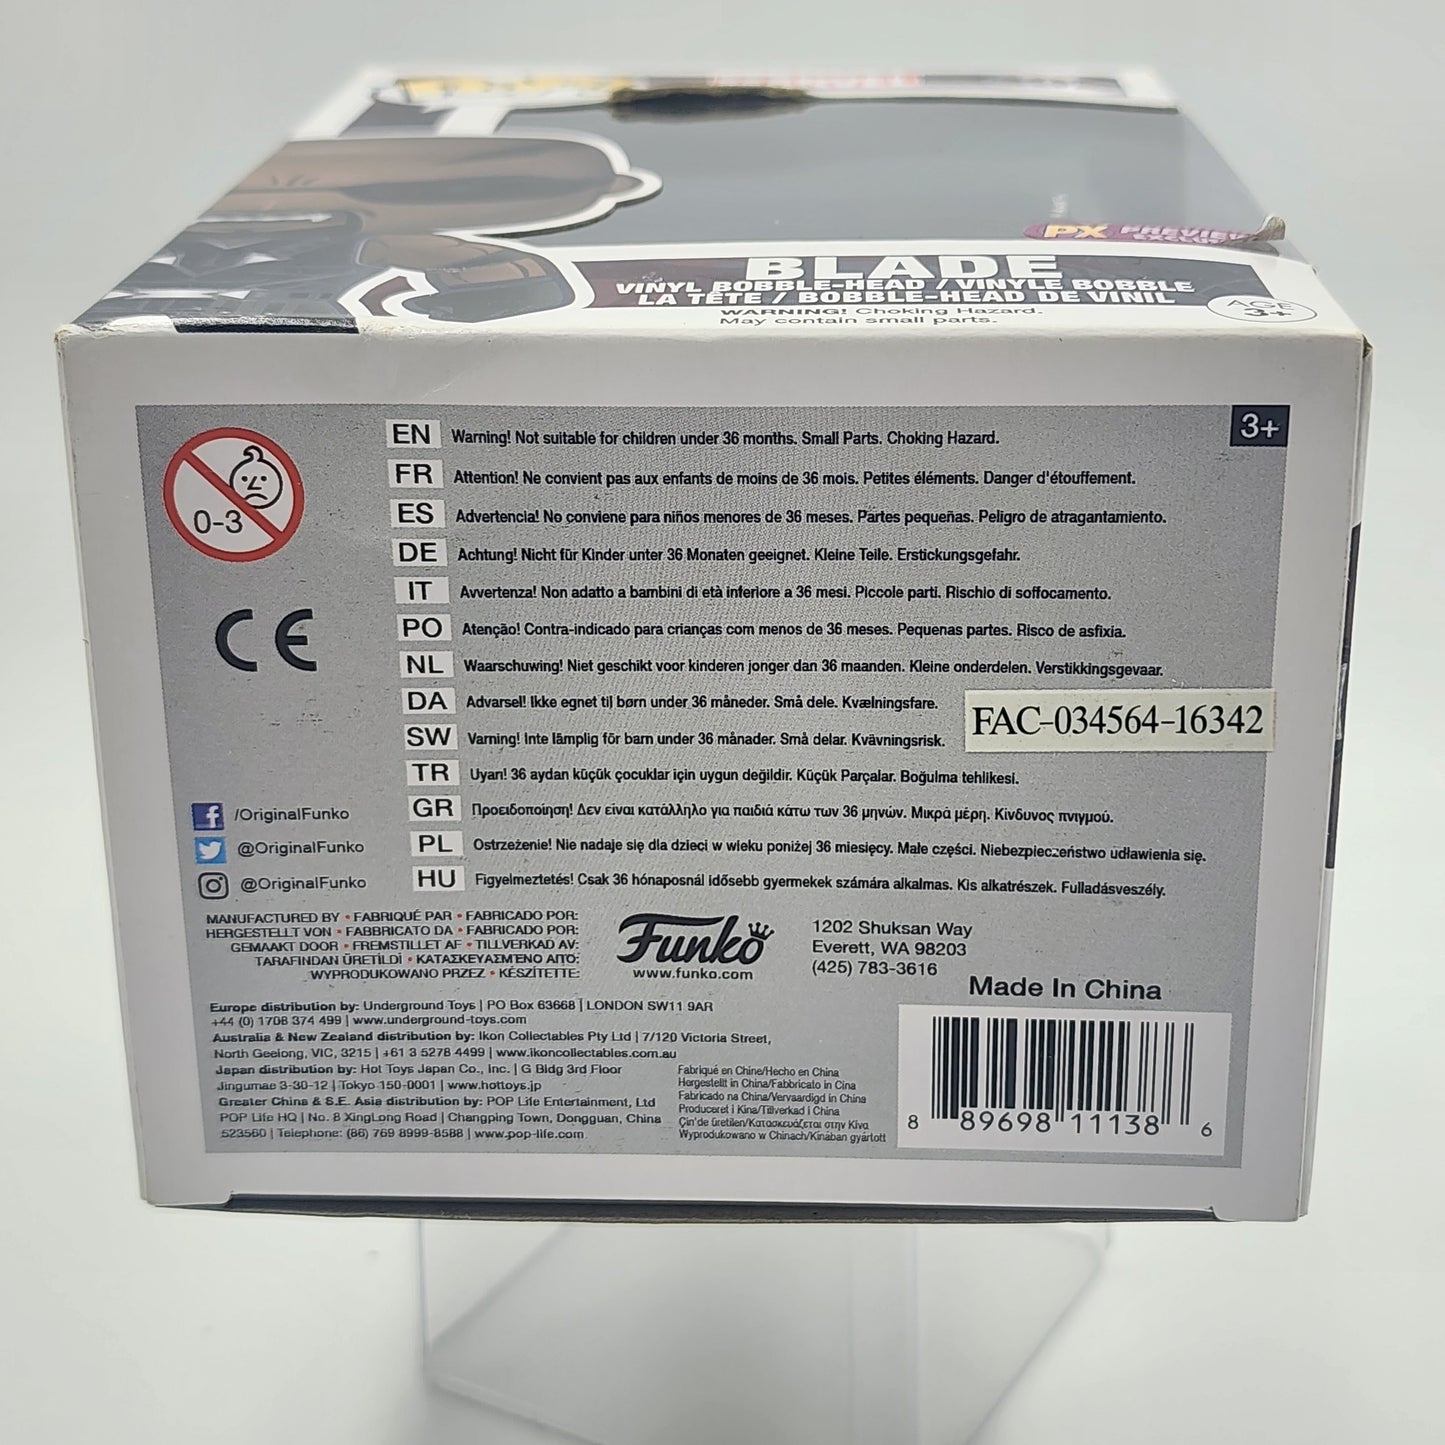 PX PREVIEW
BLADE
VINYL BOBBLE-HEAD / VINYLE BOBBLE
LA TÊTE / BOBBLE-HEAD DE VINIL
WARNING! Choking Hazard.
May contain small parts.
AGE
3+
3+
0-3
CE
EN Warning! Not suitable for children under 36 months. Small Parts. Choking Hazard.
FR Attention! Ne convient pas aux enfants de moins de 36 mois. Petites éléments. Danger d'étouffement.
ES Advertencia! No conviene para niños menores de 36 meses. Partes pequeñas. Peligro de atragantamiento.
DE Achtung! Nicht für Kinder unter 36 Monaten geeignet. Kleine Teile. Erstickungsgefahr.
IT Avvertenza! Non adatto a bambini di età inferiore a 36 mesi. Piccole parti. Rischio di soffocamento.
PO Atenção! Contra-indicado para crianças com menos de 36 meses. Pequenas partes. Risco de asfixia.
NL Waarschuwing! Niet geschikt voor kinderen jonger dan 36 maanden. Kleine onderdelen. Verstikkingsgevaar.
DA Advarsel! Ikke egnet til børn under 36 måneder. Små dele. Kvælningsfare.
SW Varning! Inte lämplig för barn under 36 månader. Små delar. Kvävningsrisk.
FAC-034564-16342
TR Uyarı! 36 aydan küçük çocuklar için uygun değildir. Küçük Parçalar. Boğulma tehlikesi.
GR Προειδοποίηση! Δεν είναι κατάλληλο για παιδιά κάτω των 36 μηνών. Μικρά μέρη. Κίνδυνος πνιγμού.
PL Ostrzeżenie! Nie nadaje się dla dzieci w wieku poniżej 36 miesięcy. Małe części. Niebezpieczeństwo udławienia się.
HU Figyelmeztetés! Csak 36 hónaposnál idősebb gyermekek számára alkalmas. Kis alkatrészek. Fulladásveszély.
/OriginalFunko
@OriginalFunko
@OriginalFunko
MANUFACTURED BY • FABRIQUÉ PAR • FABRICADO POR:
HERGESTELLT VON • FABBRICATO DA • FABRICADO POR:
GEMAAKT DOOR • FREMSTILLET AF • TILLVERKAD AV:
TARAFINDAN ÜRETİLDİ • ΚΑΤΑΣΚΕΥΑΣΜΕΝΟ ΑΠΟ:
WYPRODUKOWANO PRZEZ • KÉSZÍTETTE:
Funko
www.funko.com
1202 Shuksan Way
Everett, WA 98203
(425) 783-3616
Made In China
Europe distribution by: Underground Toys | PO Box 63668 | LONDON SW11 9AR
+44 (0) 1708 374 499 | www.underground-toys.com
Australia & New Zealand distribution by: Ikon Collectables Pty Ltd | 7/120 Victoria Street,
North Geelong, VIC, 3215 | +61 3 5278 4499 | www.ikoncollectables.com.au
Japan distribution by: Hot Toys Japan Co., Inc. | G Bldg 3rd Floor
Jingumae 3-30-12 | Tokyo 150-0001 | www.hottoys.jp
Greater China & S.E. Asia distribution by: POP Life Entertainment, Ltd
POP Life HQ | No. 8 XingLong Road | Changping Town, Dongguan, China
523560 | Telephone: (86) 769 8999-8588 | www.pop-life.com
Fabriqué en Chine/Hecho en China
Hergestellt in China/Fabbricato in Cina
Fabricado na China/Vervaardigd in China
Produceret i Kina/Tillverkad i China
Çin'de üretilen/Κατασκευάζεται στην Κίνα
Wyprodukowano w Chinach/Kínában gyártott
8 89698 11138 6